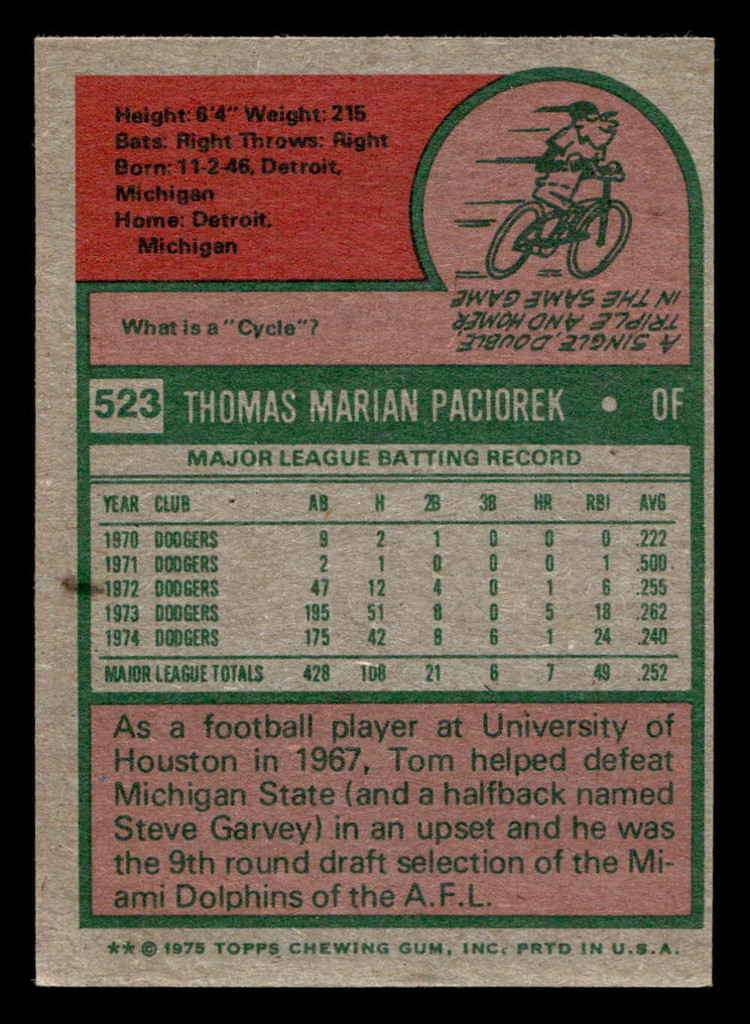 Height: 6'4" Weight: 215
Bats: Right Throws: Right
Born: 11-2-46, Detroit,
Michigan
Home: Detroit,
Michigan
What is a "Cycle"?
A SINGLE, DOUBLE,
TRIPLE AND HOMER
IN THE SAME GAME
HAVE SAVE
523 THOMAS MARIAN PACIOREK • OF
MAJOR LEAGUE BATTING RECORD
YEAR CLUB AB H 2B 3B HR RBI AVG
1970 DODGERS 9 2 1 0 0 0 .222
1971 DODGERS 2 1 0 0 0 1 .500
1972 DODGERS 47 12 4 0 1 6 .255
1973 DODGERS 195 51 8 0 5 18 .262
1974 DODGERS 175 42 8 6 1 24 .240
MAJOR LEAGUE TOTALS 428 108 21 6 7 49 .252
As a football player at University of
Houston in 1967, Tom helped defeat
Michigan State (and a halfback named
Steve Garvey) in an upset and he was
the 9th round draft selection of the Mi-
ami Dolphins of the A.F.L.
** © 1975 TOPPS CHEWING GUM, INC. PRTD IN U.S.A.